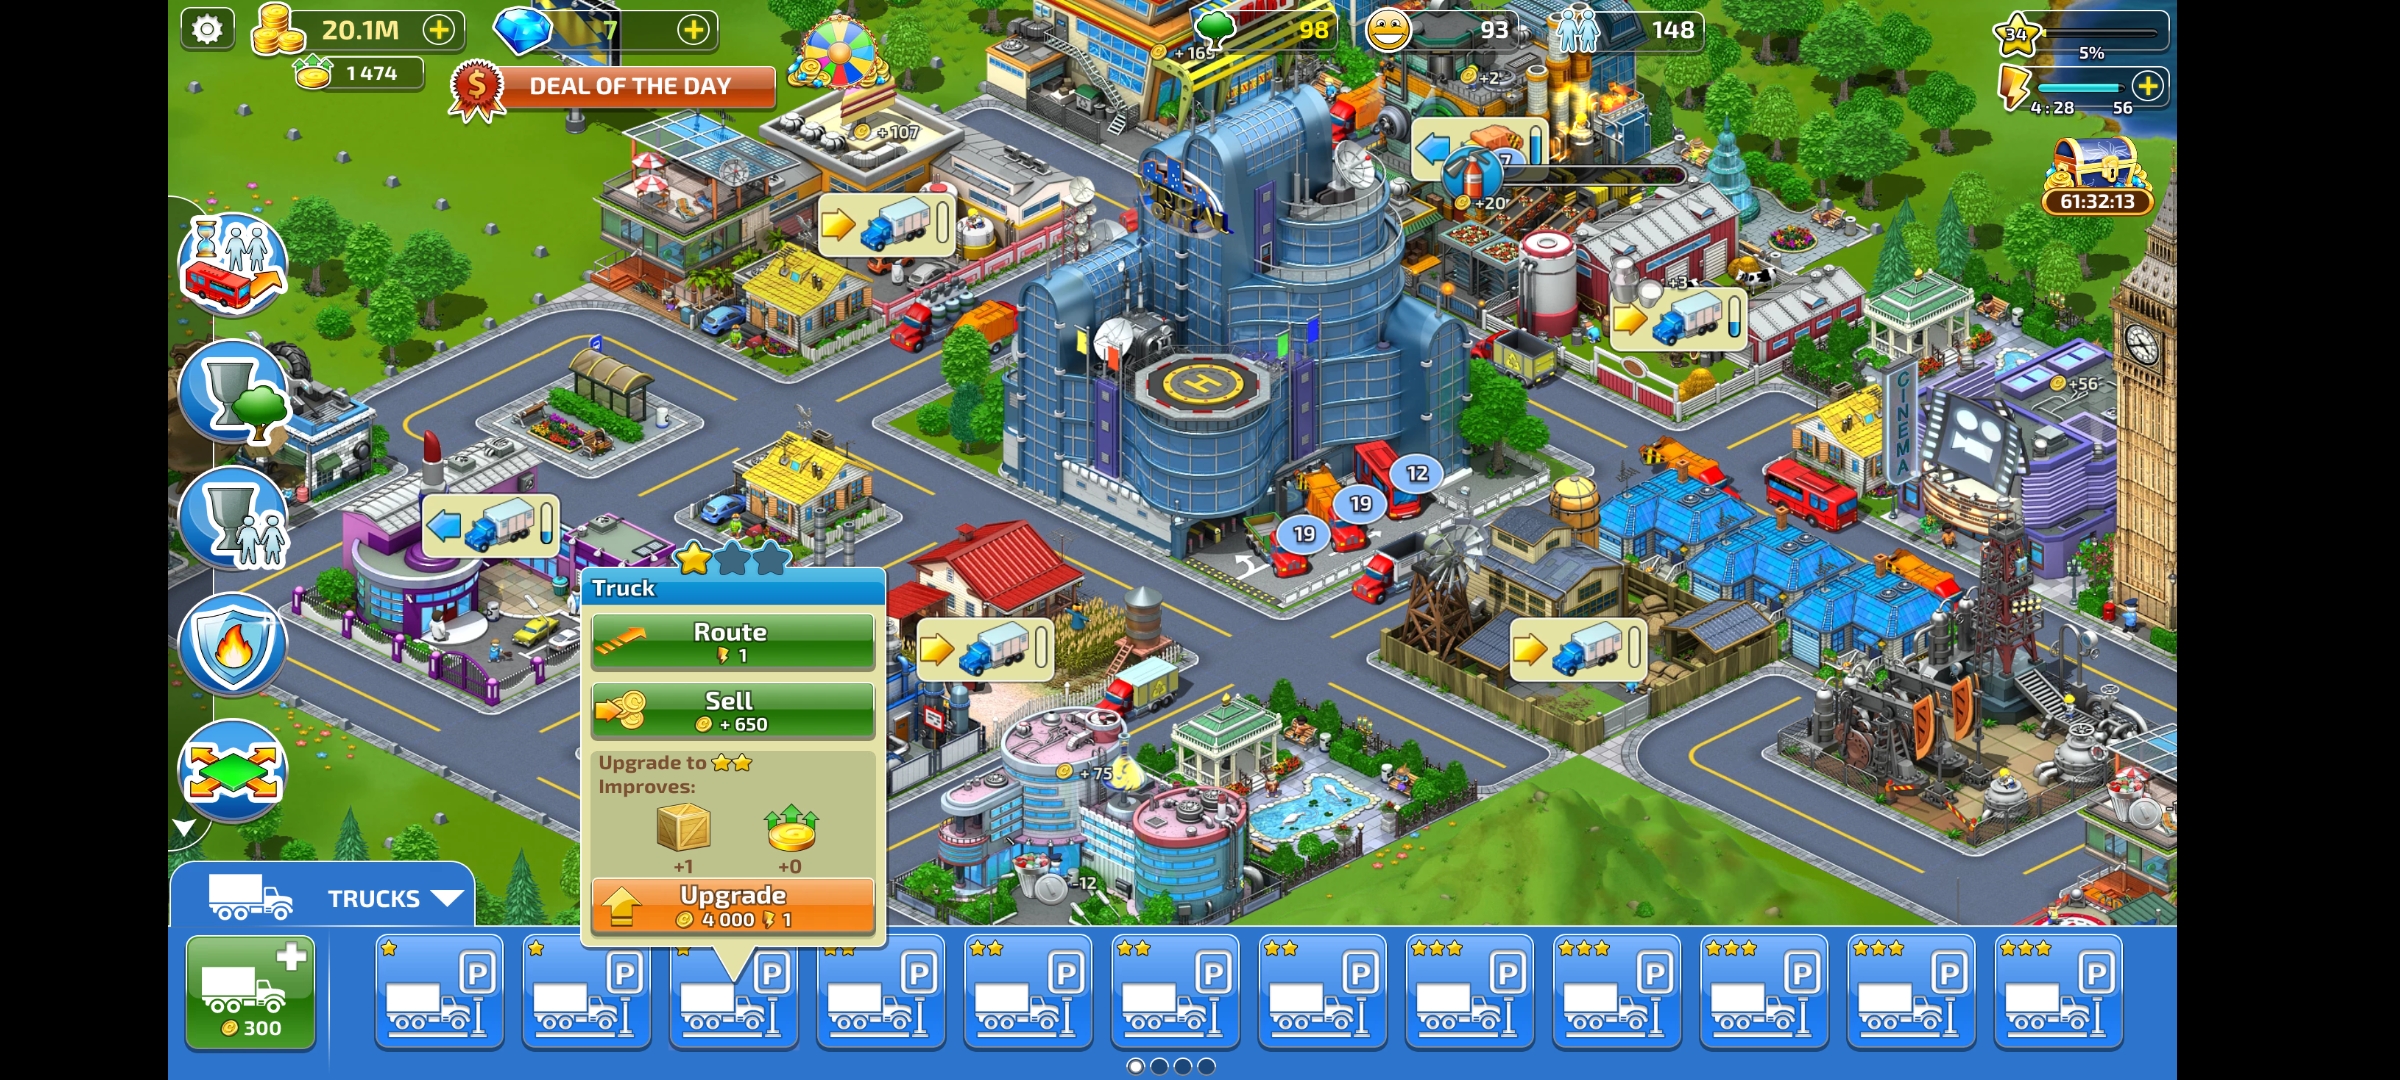 20.1M
7
98
93
148
34
5%
1 474
DEAL OF THE DAY
4:28
56
+ 165
+2
+ 107
7
+20
61:32:13
+3
CINEMA
+56
H
12
19
19
Truck
Route
1
Sell
+ 650
Upgrade to
Improves:
+1
+0
Upgrade
4 000 1
+ 75
-12
TRUCKS
300
P
P
P
P
P
P
P
P
P
P
P
P